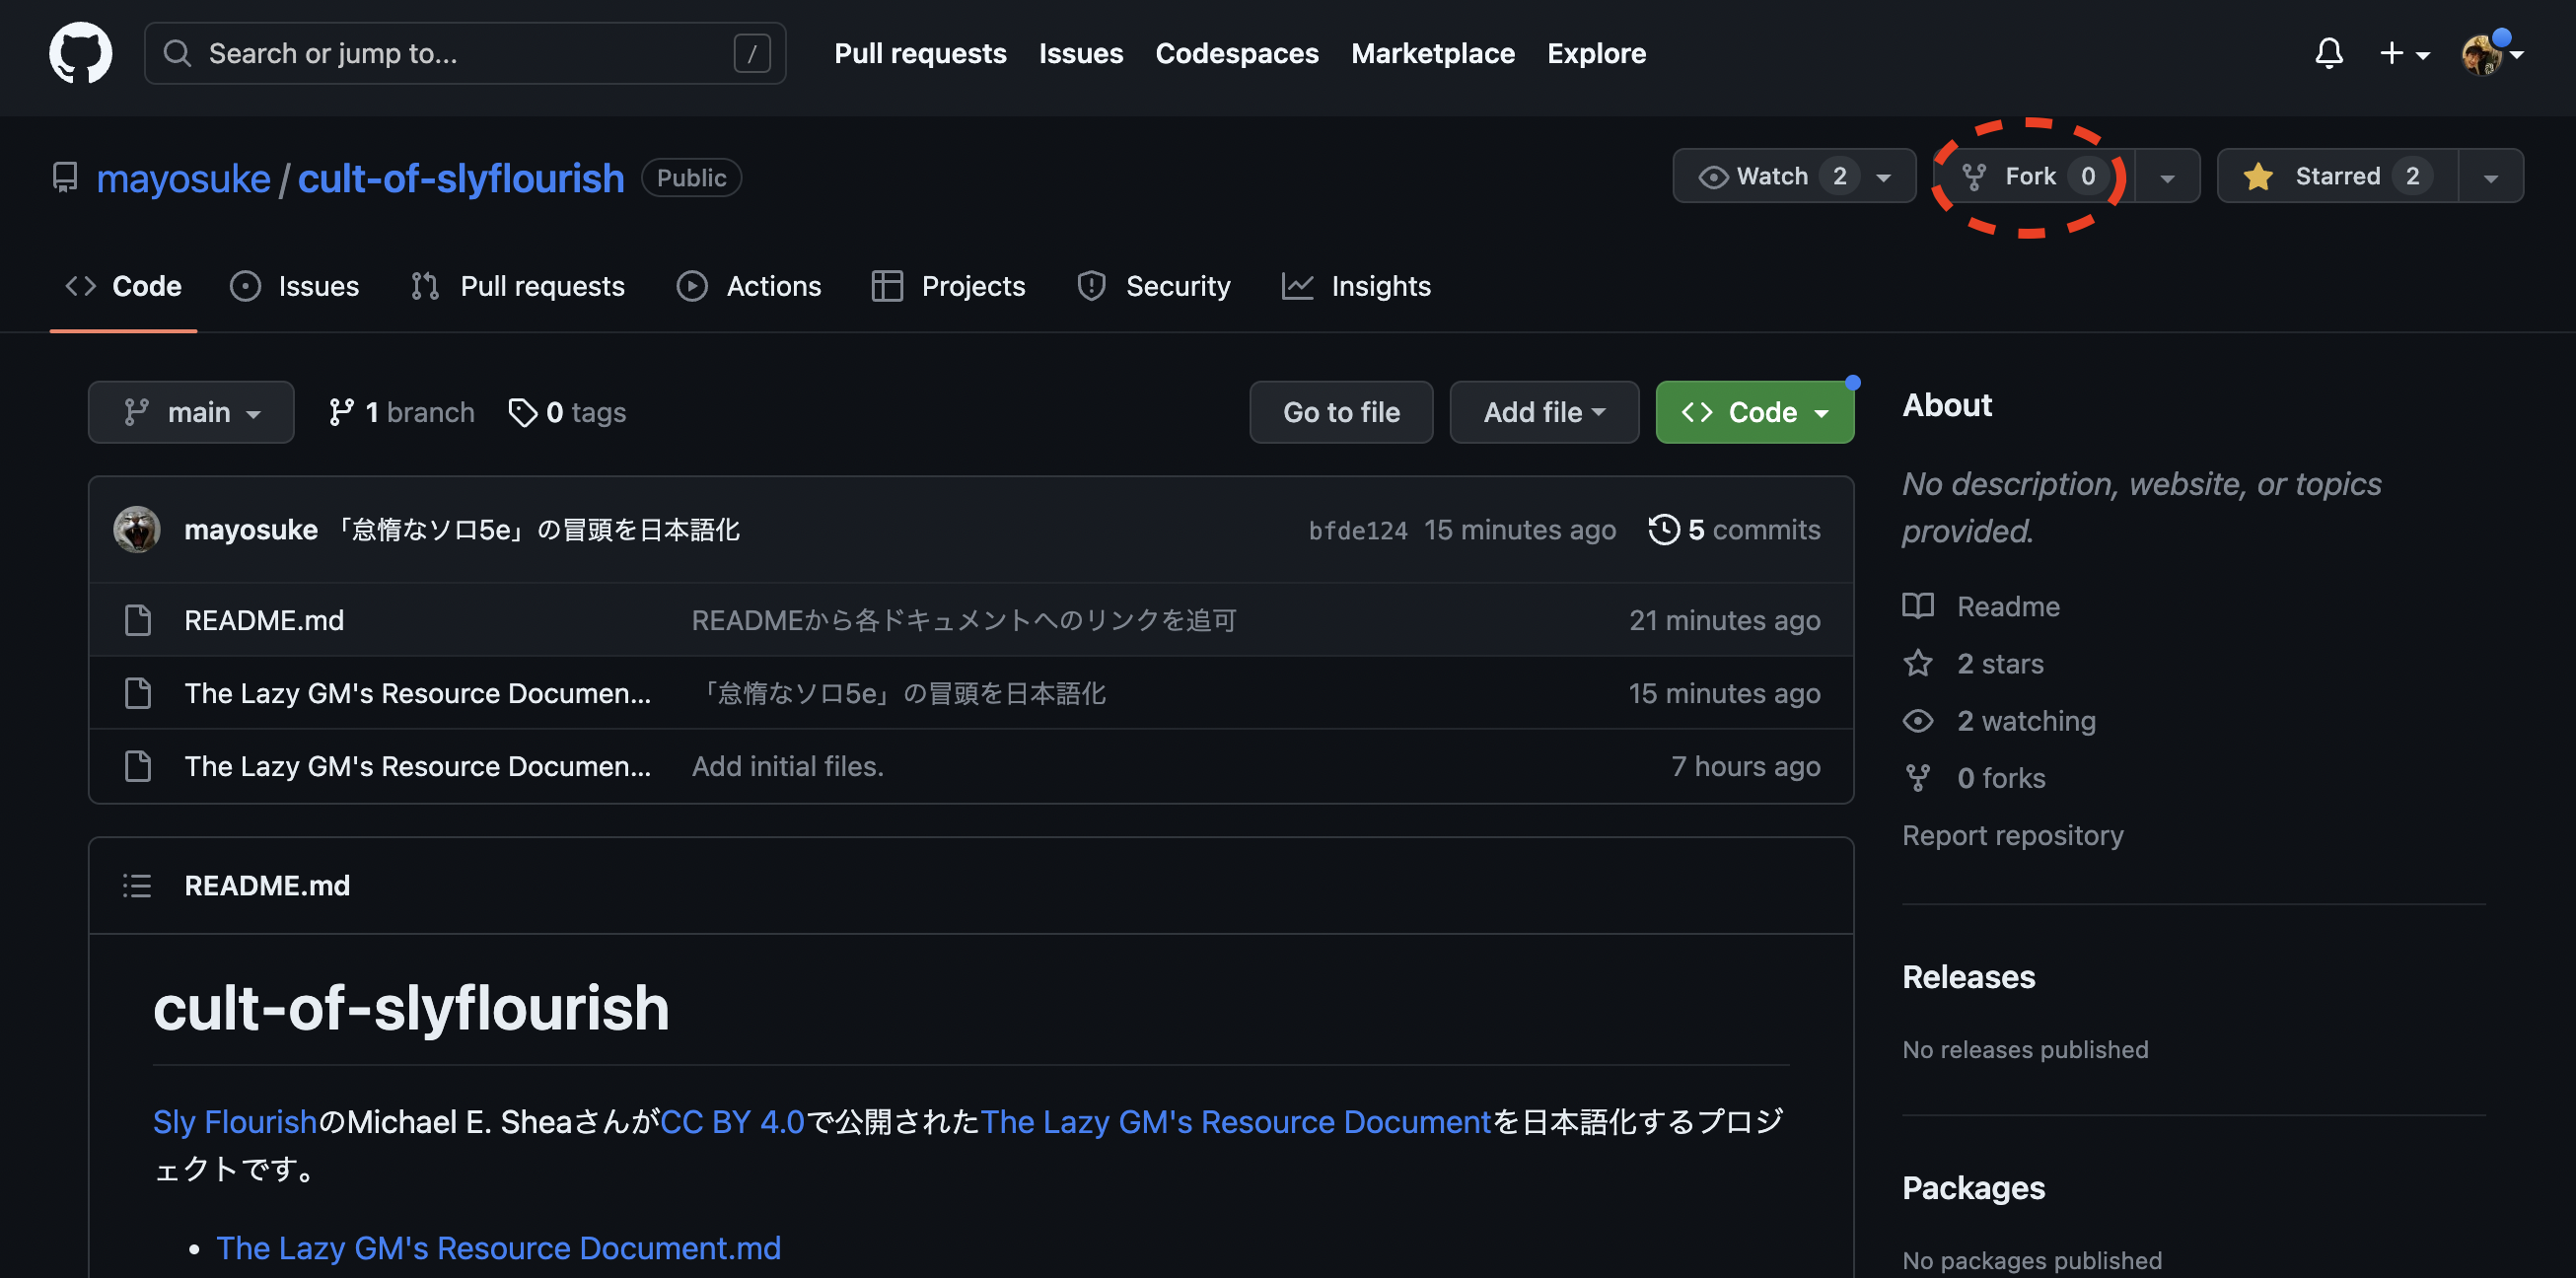 Search or jump to... / Pull requests Issues Codespaces Marketplace Explore
mayosuke / cult-of-slyflourish Public Watch 2 Fork 0 Starred 2
Code Issues Pull requests Actions Projects Security Insights
main 1 branch 0 tags Go to file Add file Code
mayosuke 「怠惰なソロ5e」の冒頭を日本語化 bfde124 15 minutes ago 5 commits
README.md READMEから各ドキュメントへのリンクを追可 21 minutes ago
The Lazy GM's Resource Documen... 「怠惰なソロ5e」の冒頭を日本語化 15 minutes ago
The Lazy GM's Resource Documen... Add initial files. 7 hours ago
README.md
cult-of-slyflourish
Sly FlourishのMichael E. SheaさんがCC BY 4.0で公開されたThe Lazy GM's Resource Documentを日本語化するプロジ
ェクトです。
• The Lazy GM's Resource Document.md
About
No description, website, or topics
provided.
Readme
2 stars
2 watching
0 forks
Report repository
Releases
No releases published
Packages
No packages published